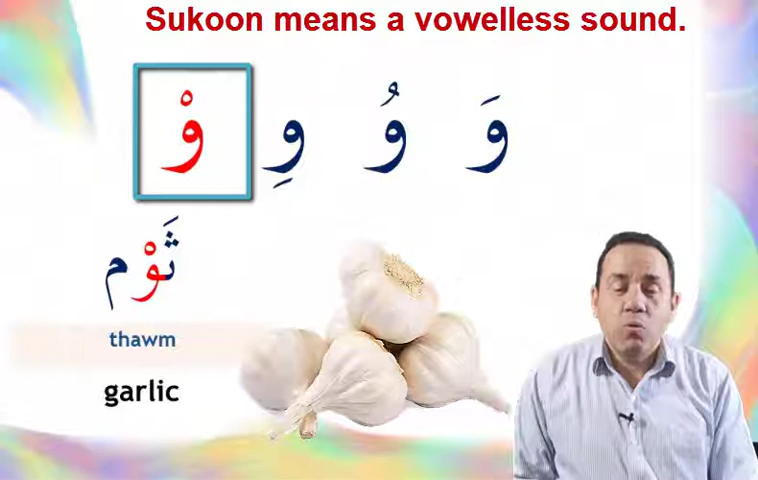 Sukoon means a vowelless sound.
وَ وُ وِ وْ
ثَوْم
thawm
garlic